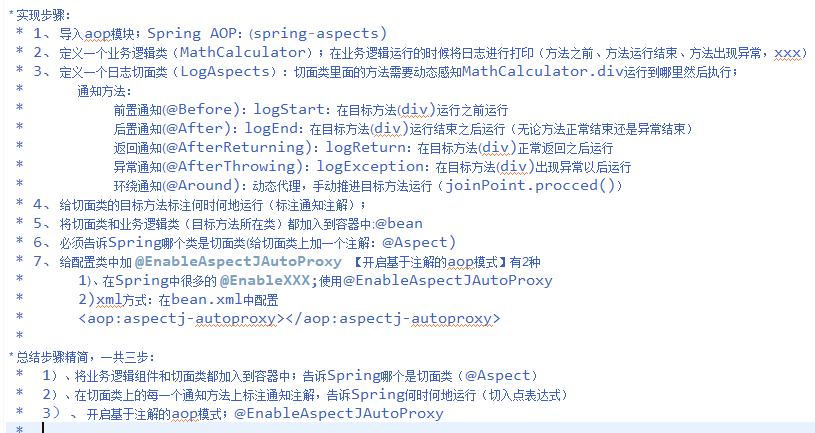 *实现步骤：
* 1、导入aop模块；Spring AOP：(spring-aspects)
* 2、定义一个业务逻辑类（MathCalculator）；在业务逻辑运行的时候将日志进行打印（方法之前、方法运行结束、方法出现异常，xxx）
* 3、定义一个日志切面类（LogAspects）：切面类里面的方法需要动态感知MathCalculator.div运行到哪里然后执行；
* 通知方法：
* 前置通知(@Before)：logStart：在目标方法(div)运行之前运行
* 后置通知(@After)：logEnd：在目标方法(div)运行结束之后运行（无论方法正常结束还是异常结束）
* 返回通知(@AfterReturning)：logReturn：在目标方法(div)正常返回之后运行
* 异常通知(@AfterThrowing)：logException：在目标方法(div)出现异常以后运行
* 环绕通知(@Around)：动态代理，手动推进目标方法运行（joinPoint.procced()）
* 4、给切面类的目标方法标注何时何地运行（标注通知注解）；
* 5、将切面类和业务逻辑类（目标方法所在类）都加入到容器中:@bean
* 6、必须告诉Spring哪个类是切面类(给切面类上加一个注解：@Aspect)
* 7、给配置类中加 @EnableAspectJAutoProxy 【开启基于注解的aop模式】有2种
* 1)、在Spring中很多的 @EnableXXX;使用@EnableAspectJAutoProxy
* 2)xml方式：在bean.xml中配置
* <aop:aspectj-autoproxy></aop:aspectj-autoproxy>
*
*总结步骤精简，一共三步：
* 1）、将业务逻辑组件和切面类都加入到容器中；告诉Spring哪个是切面类（@Aspect）
* 2）、在切面类上的每一个通知方法上标注通知注解，告诉Spring何时何地运行（切入点表达式）
* 3）、 开启基于注解的aop模式；@EnableAspectJAutoProxy
*